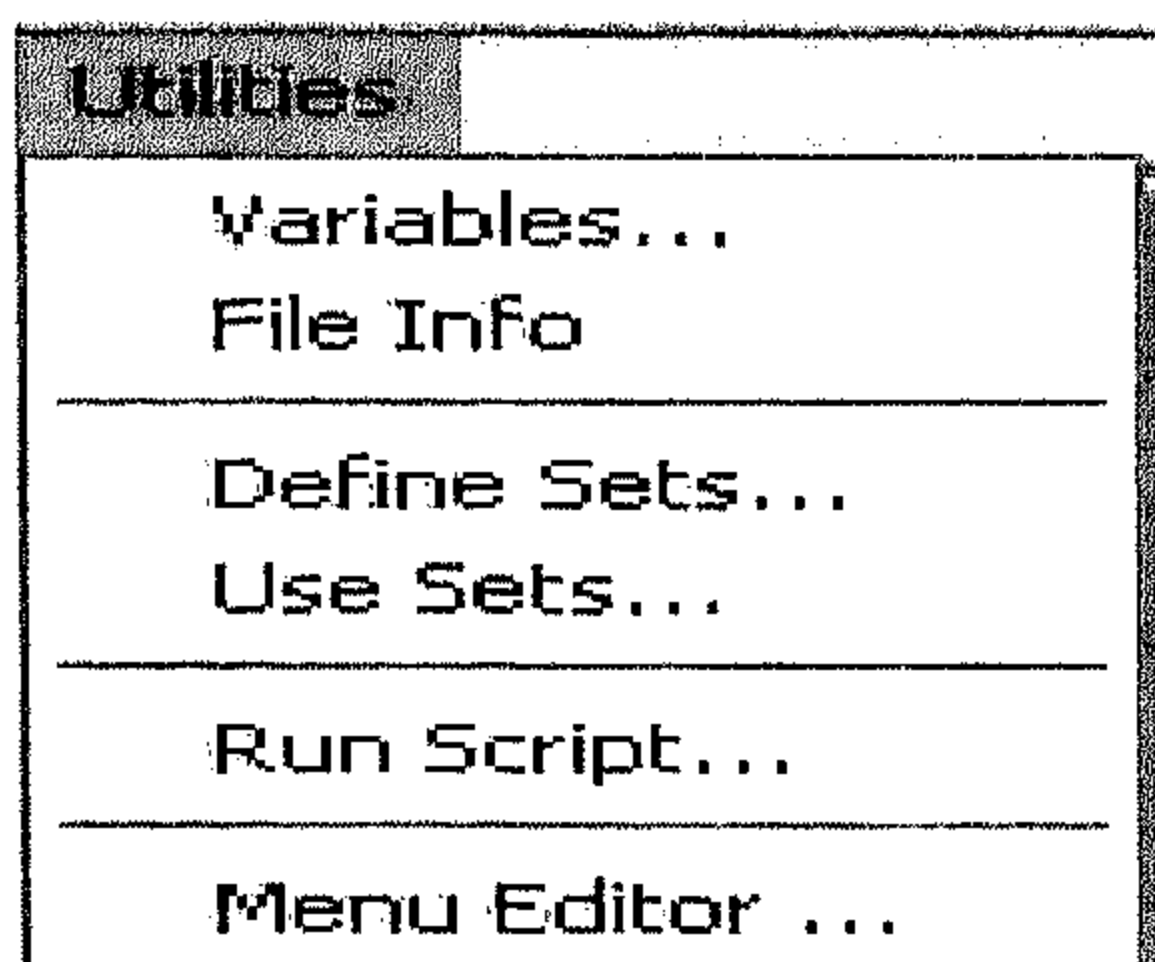 Utilities
Variables...
File Info
Define Sets...
Use Sets...
Run Script...
Menu Editor ...